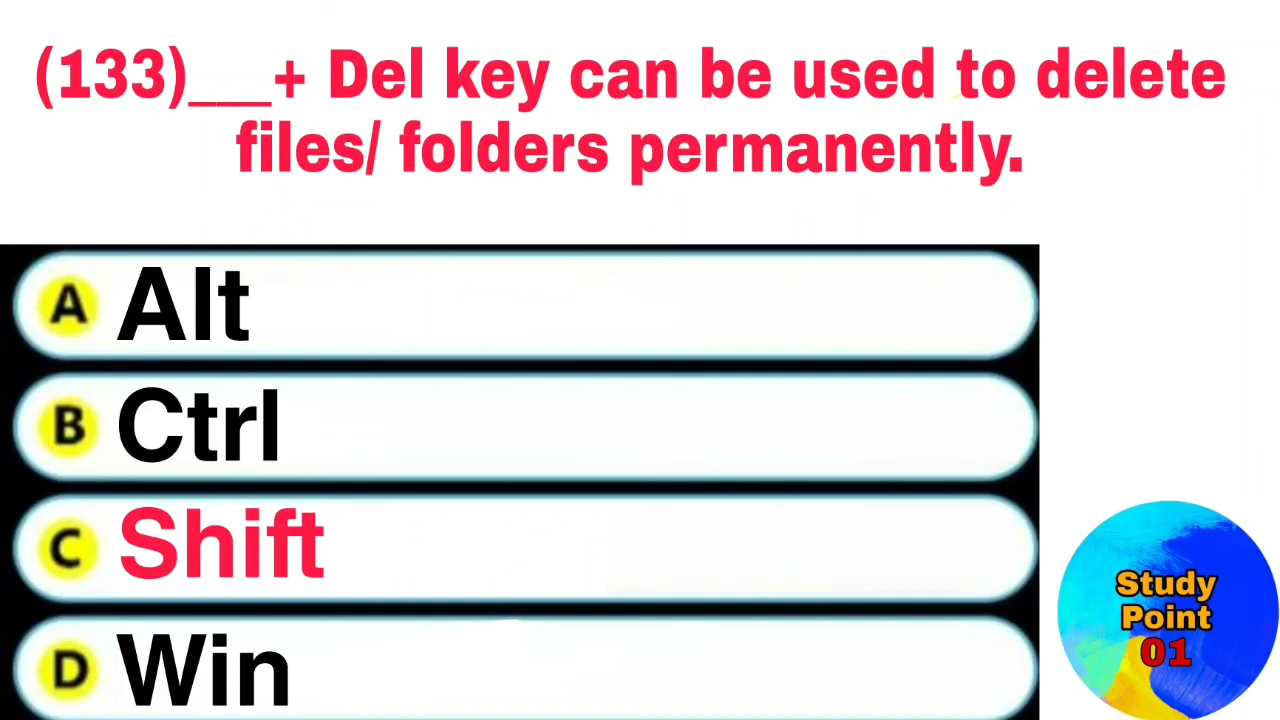 (133)___+ Del key can be used to delete
files/ folders permanently.
A Alt
B Ctrl
C Shift
D Win
Study
Point
01